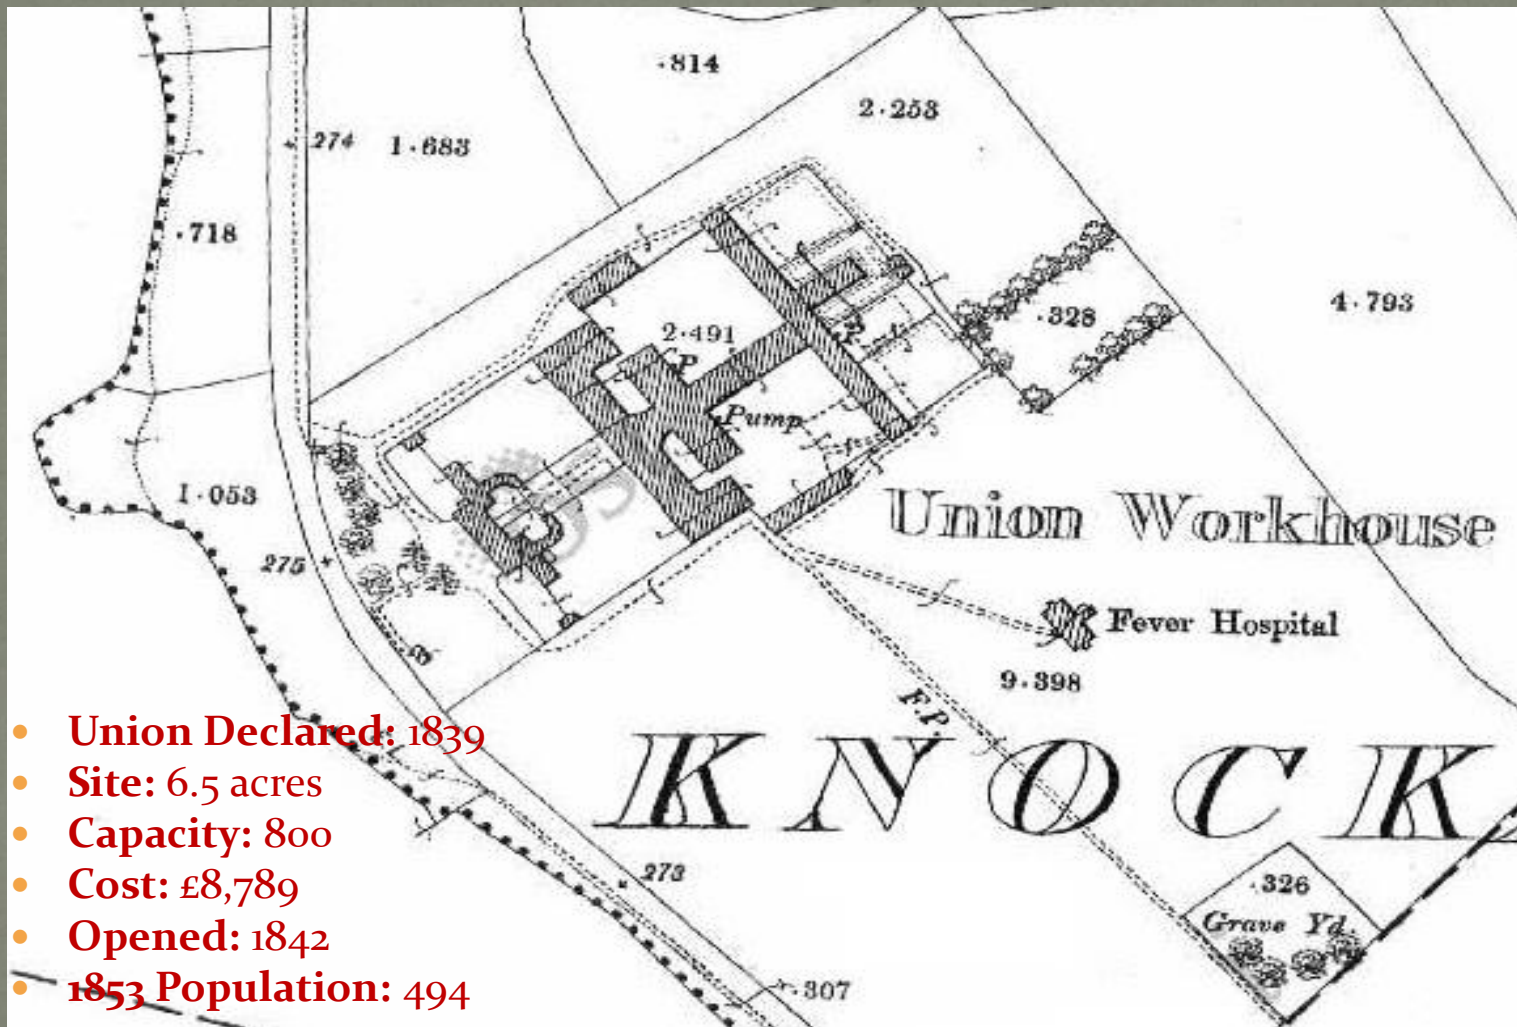 .814
2.253
274 1.683
.718
4.793
.328
2.491
P
Pump
1.053
Union Workhouse
275
Fever Hospital
9.398
F.P.
KNOCK
Union Declared: 1839
Site: 6.5 acres
Capacity: 800
Cost: £8,789
Opened: 1842
1853 Population: 494
273
.326
Grave Yd.
.307